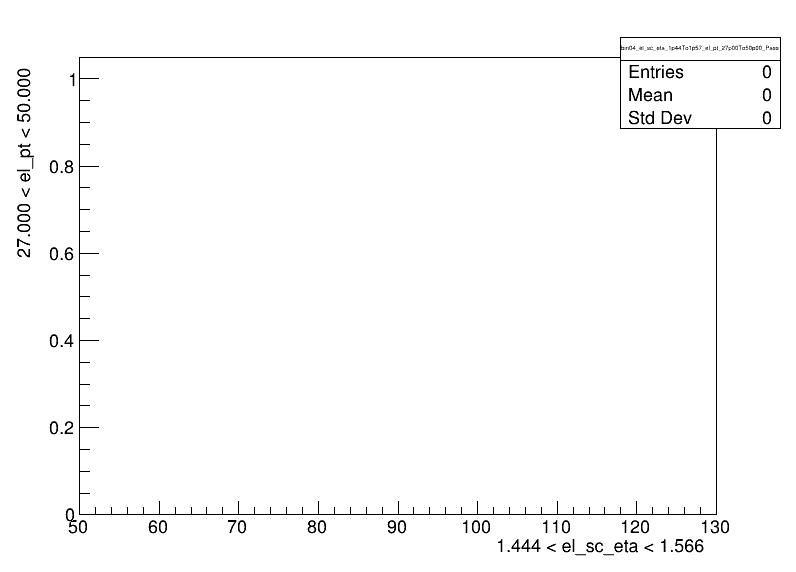 bin04_el_sc_eta_1p44To1p57_el_pt_27p00To50p00_Pass
Entries 0
Mean 0
Std Dev 0
27.000 < el_pt < 50.000
1
0.8
0.6
0.4
0.2
0
50 60 70 80 90 100 110 120 130
1.444 < el_sc_eta < 1.566